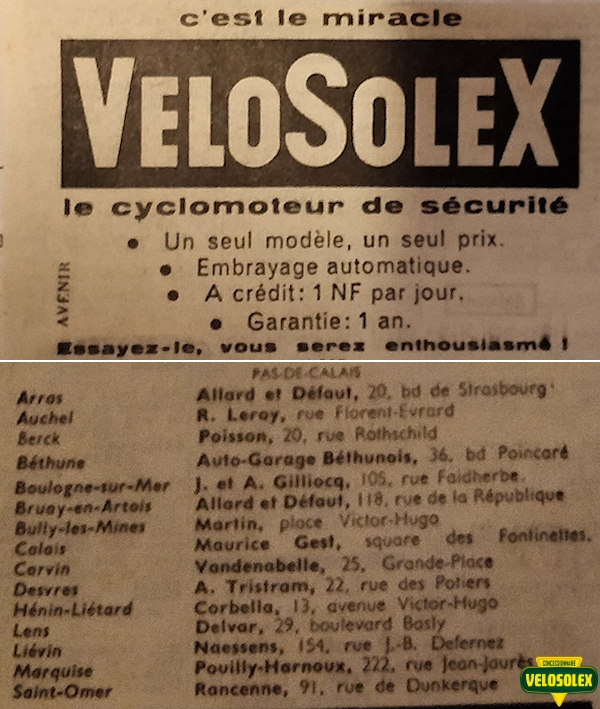 c'est le miracle
VELOSOLEX
le cyclomoteur de sécurité
• Un seul modèle, un seul prix.
• Embrayage automatique.
• A crédit: 1 NF par jour.
• Garantie: 1 an.
AVENIR
Essayez-le, vous serez enthousiasmé !
PAS-DE-CALAIS
Arras Allard et Défaut, 20, bd de Strasbourg
Auchel R. Leroy, rue Florent-Evrard
Berck Poisson, 20, rue Rothschild
Béthune Auto-Garage Béthunois, 36, bd Poincaré
Boulogne-sur-Mer J. et A. Gilliocq, 105, rue Faidherbe.
Bruay-en-Artois Allard et Défaut, 118, rue de la République
Bully-les-Mines Martin, place Victor-Hugo
Calais Maurice Gest, square des Fontinettes.
Carvin Vandenabelle, 25, Grande-Place
Desvres A. Tristram, 22, rue des Potiers
Hénin-Liétard Corbella, 13, avenue Victor-Hugo
Lens Delvar, 29, boulevard Basly
Liévin Naessens, 154, rue J.-B. Defernez
Marquise Pouilly-Harnoux, 222, rue Jean-Jaurès
Saint-Omer Rancenne, 91, rue de Dunkerque
CONCESSIONNAIRE
VELOSOLEX